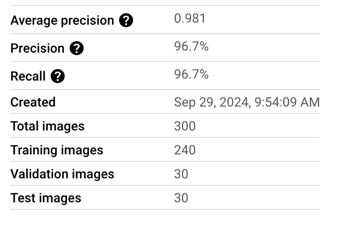 Average precision ? 0.981
Precision ? 96.7%
Recall ? 96.7%
Created Sep 29, 2024, 9:54:09 AM
Total images 300
Training images 240
Validation images 30
Test images 30